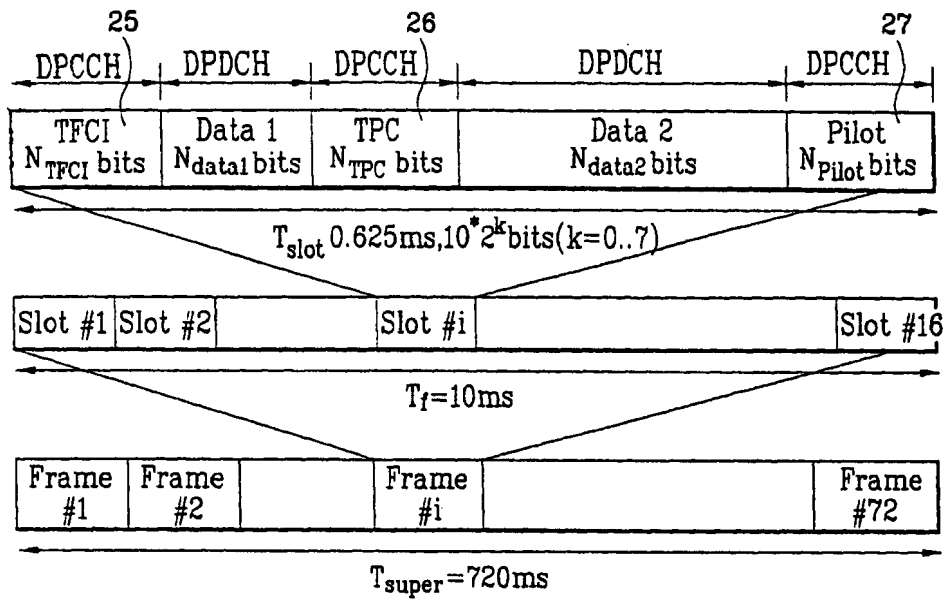 25 26 27
DPCCH DPDCH DPCCH DPDCH DPCCH
TFCI Data 1 TPC Data 2 Pilot
N_TFCI bits N_data1 bits N_TPC bits N_data2 bits N_Pilot bits
T_slot 0.625ms,10*2^k bits(k=0..7)
Slot #1 Slot #2 Slot #i Slot #16
T_f=10ms
Frame Frame Frame Frame
#1 #2 #i #72
T_super=720ms